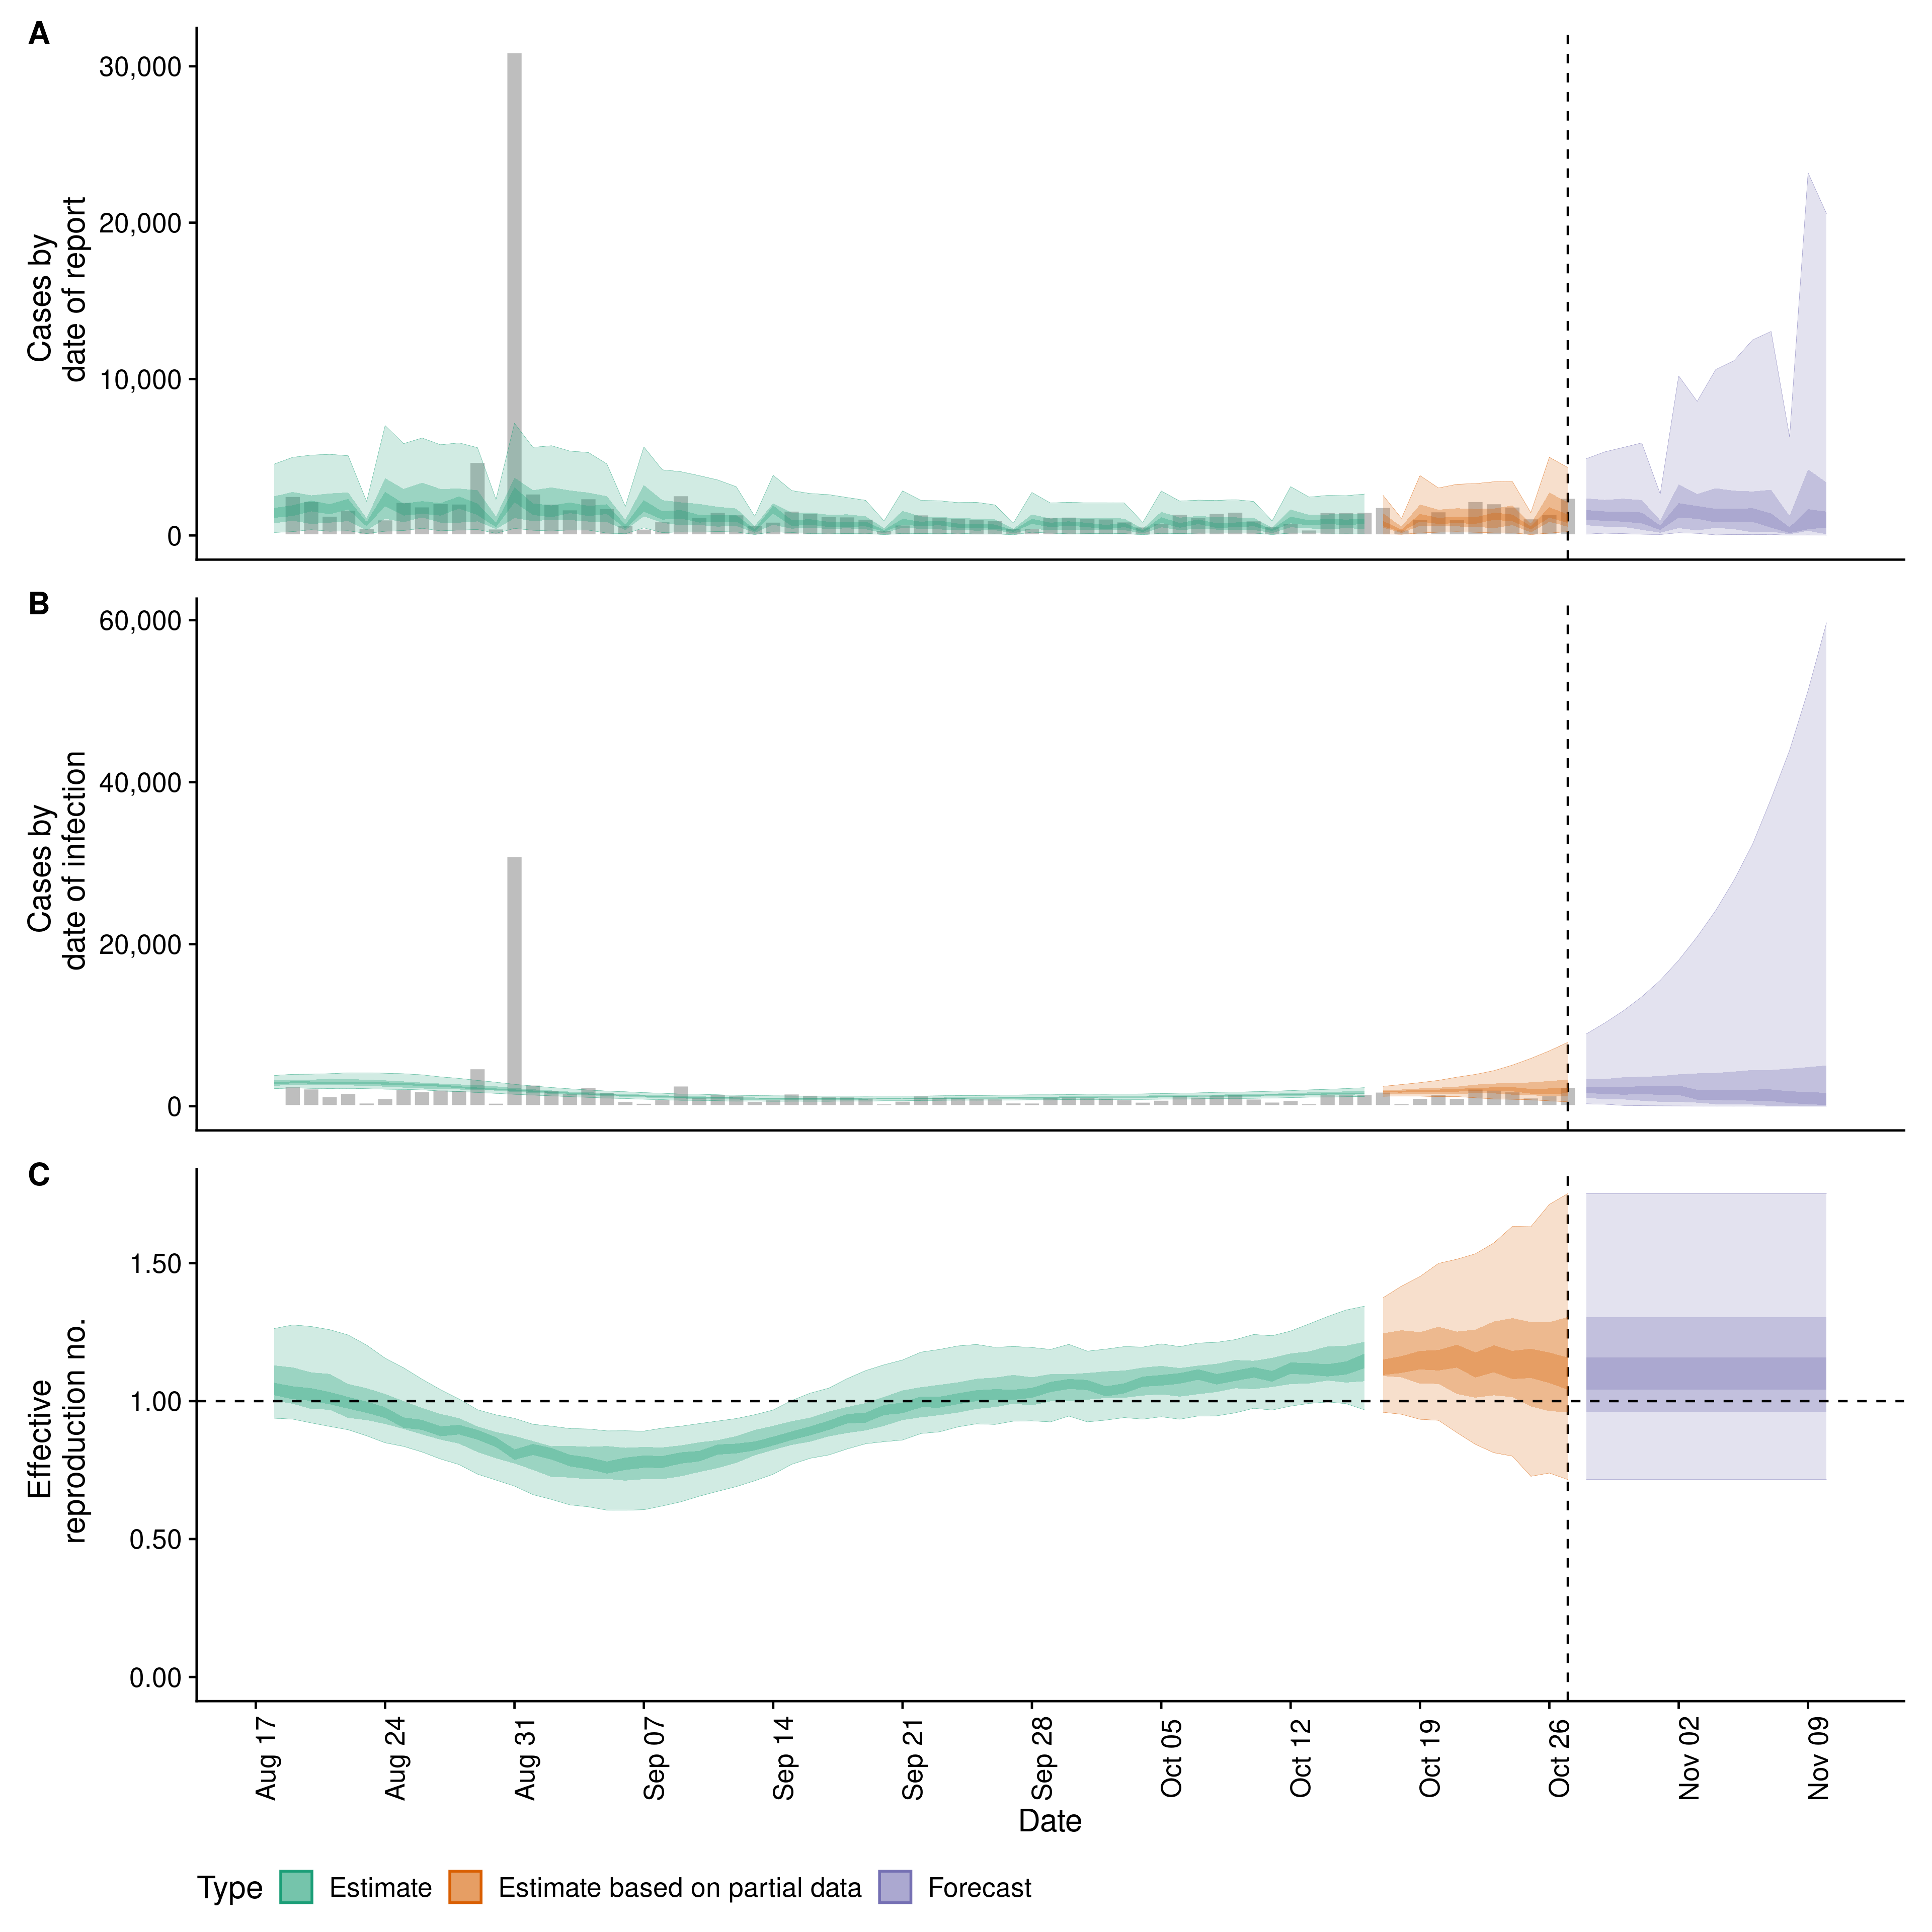 A
30,000
20,000
10,000
0
Cases by
date of report
B
60,000
40,000
20,000
0
Cases by
date of infection
C
1.50
1.00
0.50
0.00
Effective
reproduction no.
Aug 17
Aug 24
Aug 31
Sep 07
Sep 14
Sep 21
Sep 28
Oct 05
Oct 12
Oct 19
Oct 26
Nov 02
Nov 09
Date
Type Estimate Estimate based on partial data Forecast